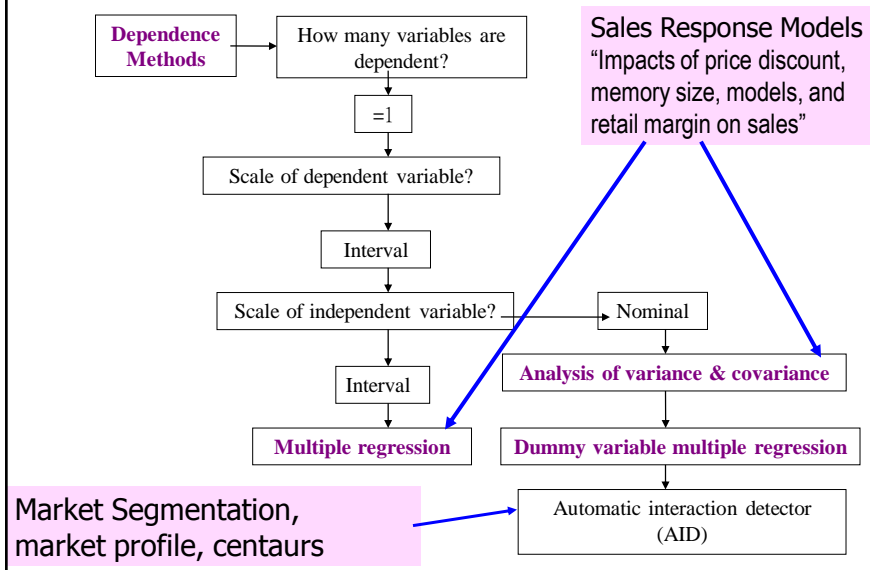 Dependence
Methods
How many variables are
dependent?
Sales Response Models
“Impacts of price discount,
memory size, models, and
retail margin on sales”
=1
Scale of dependent variable?
Interval
Scale of independent variable?
Nominal
Interval
Analysis of variance & covariance
Multiple regression
Dummy variable multiple regression
Market Segmentation,
market profile, centaurs
Automatic interaction detector
(AID)